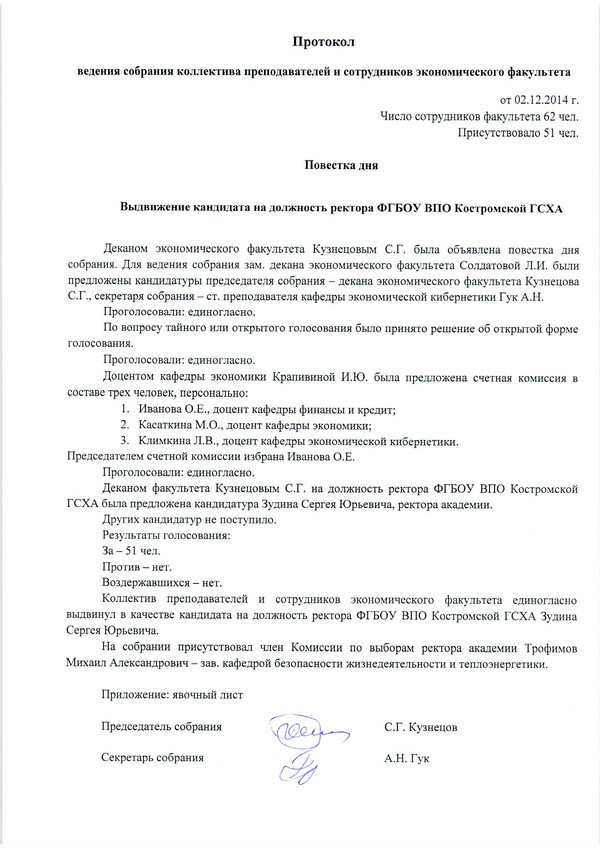 Протокол
ведения собрания коллектива преподавателей и сотрудников экономического факультета
от 02.12.2014 г.
Число сотрудников факультета 62 чел.
Присутствовало 51 чел.
Повестка дня
Выдвижение кандидата на должность ректора ФГБОУ ВПО Костромской ГСХА
Деканом экономического факультета Кузнецовым С.Г. была объявлена повестка дня
собрания. Для ведения собрания зам. декана экономического факультета Солдатовой Л.И. были
предложены кандидатуры председателя собрания – декана экономического факультета Кузнецова
С.Г., секретаря собрания – ст. преподавателя кафедры экономической кибернетики Гук А.Н.
Проголосовали: единогласно.
По вопросу тайного или открытого голосования было принято решение об открытой форме
голосования.
Проголосовали: единогласно.
Доцентом кафедры экономики Крапивиной И.Ю. была предложена счетная комиссия в
составе трех человек, персонально:
1. Иванова О.Е., доцент кафедры финансы и кредит;
2. Касаткина М.О., доцент кафедры экономики;
3. Климкина Л.В., доцент кафедры экономической кибернетики.
Председателем счетной комиссии избрана Иванова О.Е.
Проголосовали: единогласно.
Деканом факультета Кузнецовым С.Г. на должность ректора ФГБОУ ВПО Костромской
ГСХА была предложена кандидатура Зудина Сергея Юрьевича, ректора академии.
Других кандидатур не поступило.
Результаты голосования:
За – 51 чел.
Против – нет.
Воздержавшихся – нет.
Коллектив преподавателей и сотрудников экономического факультета единогласно
выдвинул в качестве кандидата на должность ректора ФГБОУ ВПО Костромской ГСХА Зудина
Сергея Юрьевича.
На собрании присутствовал член Комиссии по выборам ректора академии Трофимов
Михаил Александрович – зав. кафедрой безопасности жизнедеятельности и теплоэнергетики.
Приложение: явочный лист
Председатель собрания С.Г. Кузнецов
Секретарь собрания А.Н. Гук